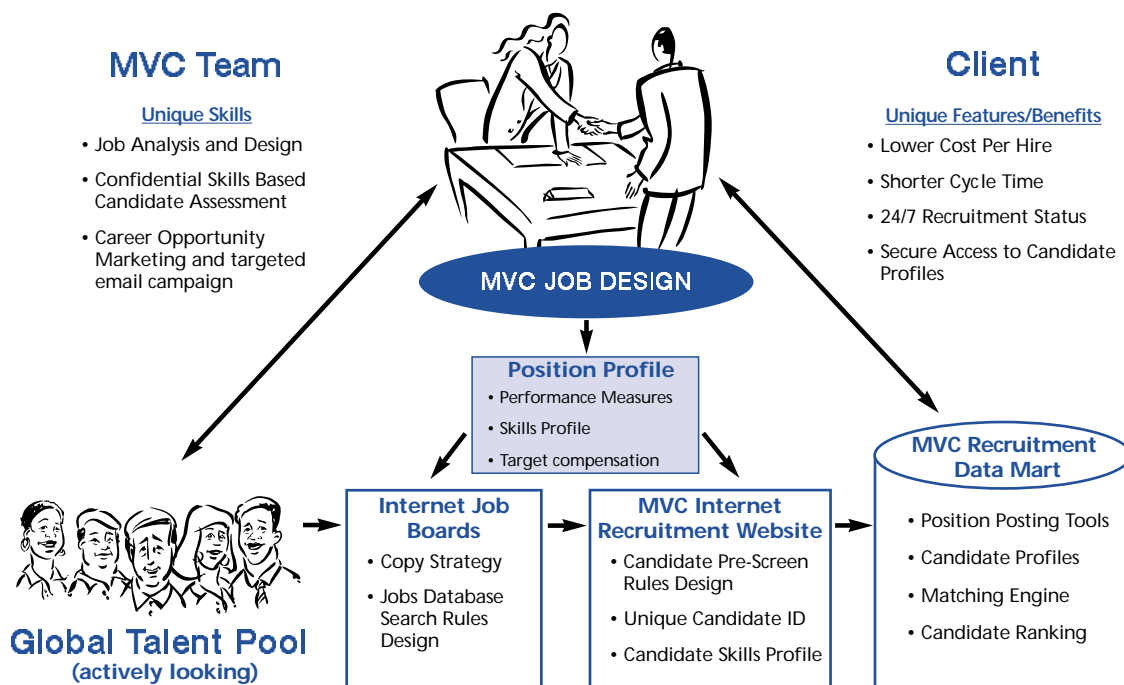 MVC Team
Unique Skills
• Job Analysis and Design
• Confidential Skills Based
Candidate Assessment
• Career Opportunity
Marketing and targeted
email campaign
Client
Unique Features/Benefits
• Lower Cost Per Hire
• Shorter Cycle Time
• 24/7 Recruitment Status
• Secure Access to Candidate
Profiles
MVC JOB DESIGN
Position Profile
• Performance Measures
• Skills Profile
• Target compensation
Global Talent Pool
(actively looking)
Internet Job
Boards
• Copy Strategy
• Jobs Database
Search Rules
Design
MVC Internet
Recruitment Website
• Candidate Pre-Screen
Rules Design
• Unique Candidate ID
• Candidate Skills Profile
MVC Recruitment
Data Mart
• Position Posting Tools
• Candidate Profiles
• Matching Engine
• Candidate Ranking